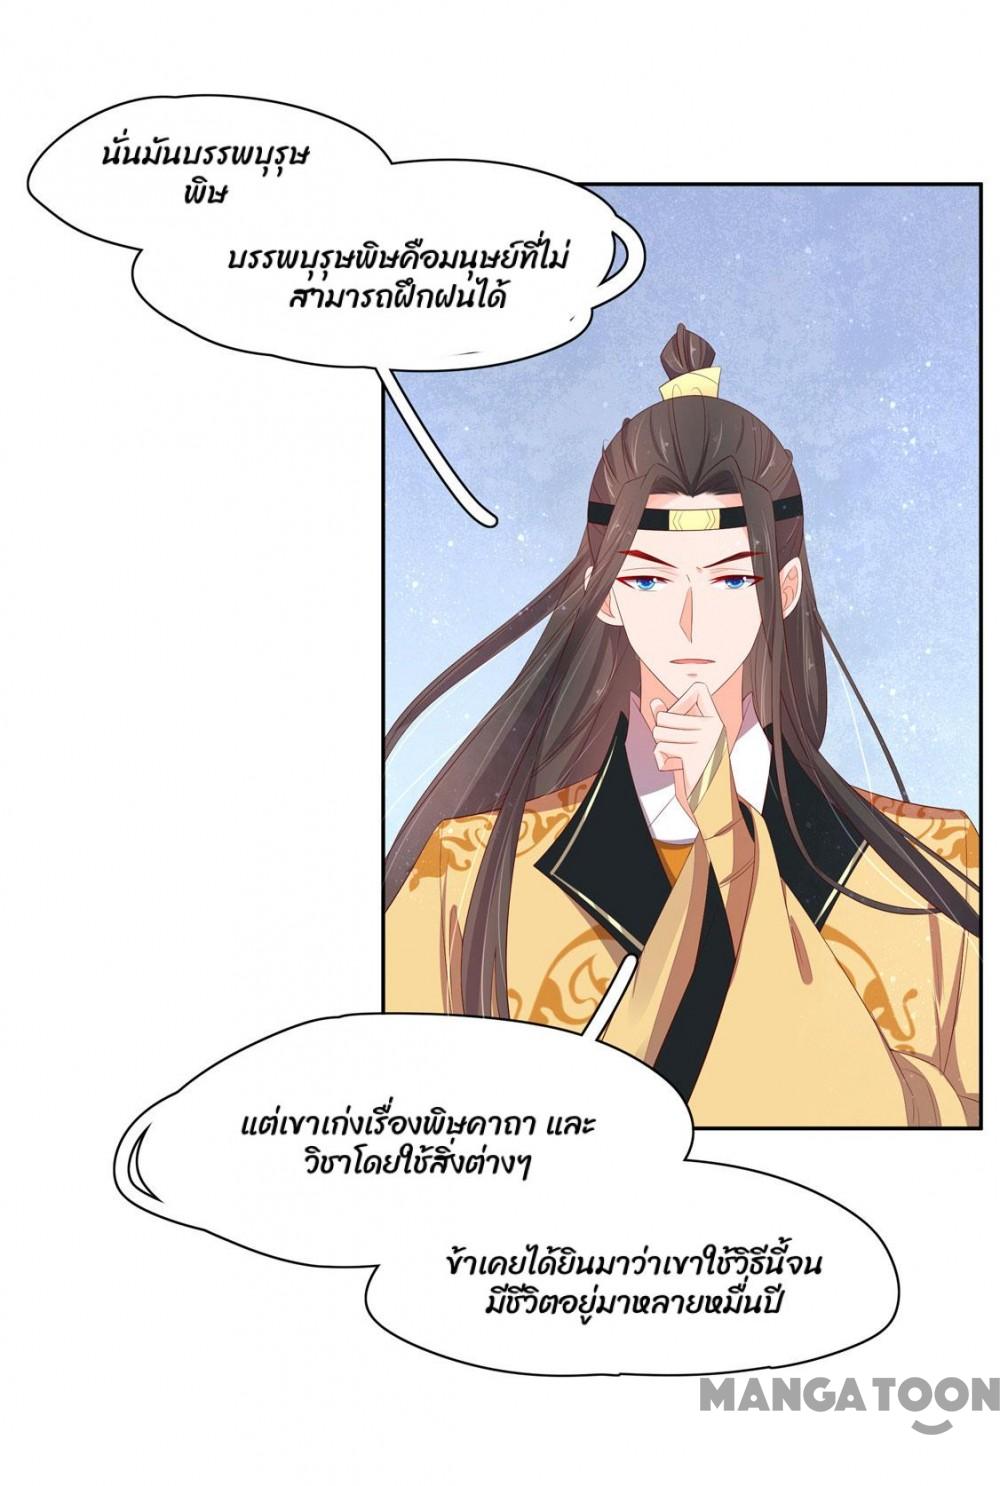 นั่นมันบรรพบุรุษ
พิษ
บรรพบุรุษพิษคือมนุษย์ที่ไม่
สามารถฝึกฝนได้
แต่เขาเก่งเรื่องพิษคาถา และ
วิชาโดยใช้สิ่งต่างๆ
ข้าเคยได้ยินมาว่าเขาใช้วิธีนี้จน
มีชีวิตอยู่มาหลายหมื่นปี
MANGATOON